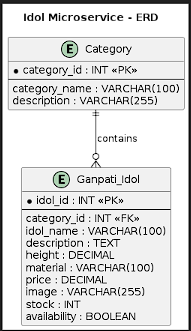 Idol Microservice - ERD
E Category
category_id : INT «PK»
category_name : VARCHAR(100)
description : VARCHAR(255)
contains
E Ganpati_Idol
idol_id : INT «PK»
category_id : INT «FK»
idol_name : VARCHAR(100)
description : TEXT
height : DECIMAL
material : VARCHAR(100)
price : DECIMAL
image : VARCHAR(255)
stock : INT
availability : BOOLEAN